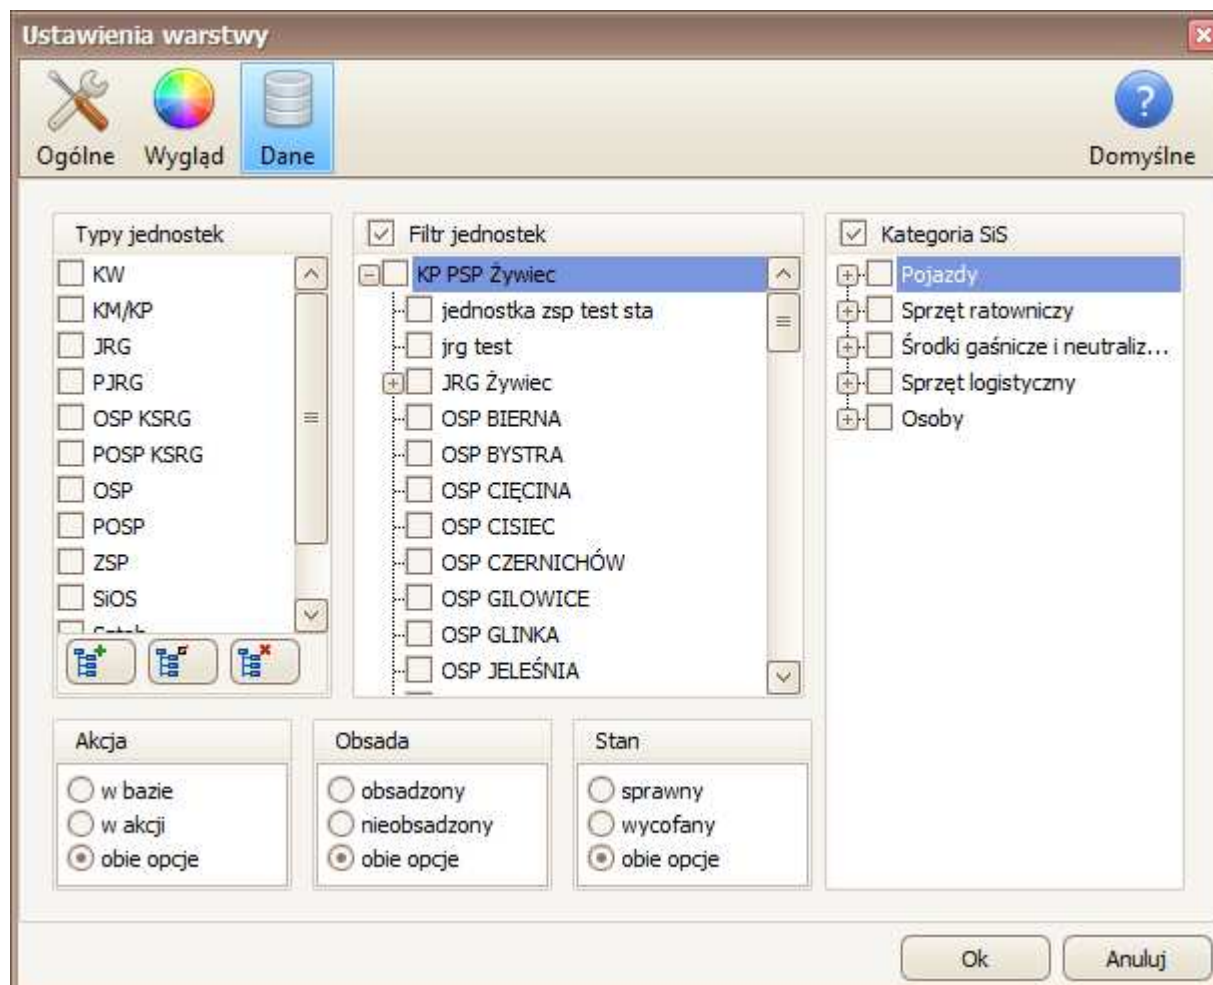 Ustawienia warstwy
Ogólne Wygląd Dane Domyślne
Typy jednostek
KW
KM/KP
JRG
PJRG
OSP KSRG
POSP KSRG
OSP
POSP
ZSP
SiOS
Filtr jednostek
KP PSP Żywiec
jednostka zsp test sta
jrg test
JRG Żywiec
OSP BIERNA
OSP BYSTRA
OSP CIĘCINA
OSP CISIEC
OSP CZERNICHÓW
OSP GILOWICE
OSP GLINKA
OSP JELEŚNIA
Kategoria SiS
Pojazdy
Sprzęt ratowniczy
Środki gaśnicze i neutraliz...
Sprzęt logistyczny
Osoby
Akcja
w bazie
w akcji
obie opcje
Obsada
obsadzony
nieobsadzony
obie opcje
Stan
sprawny
wycofany
obie opcje
Ok Anuluj